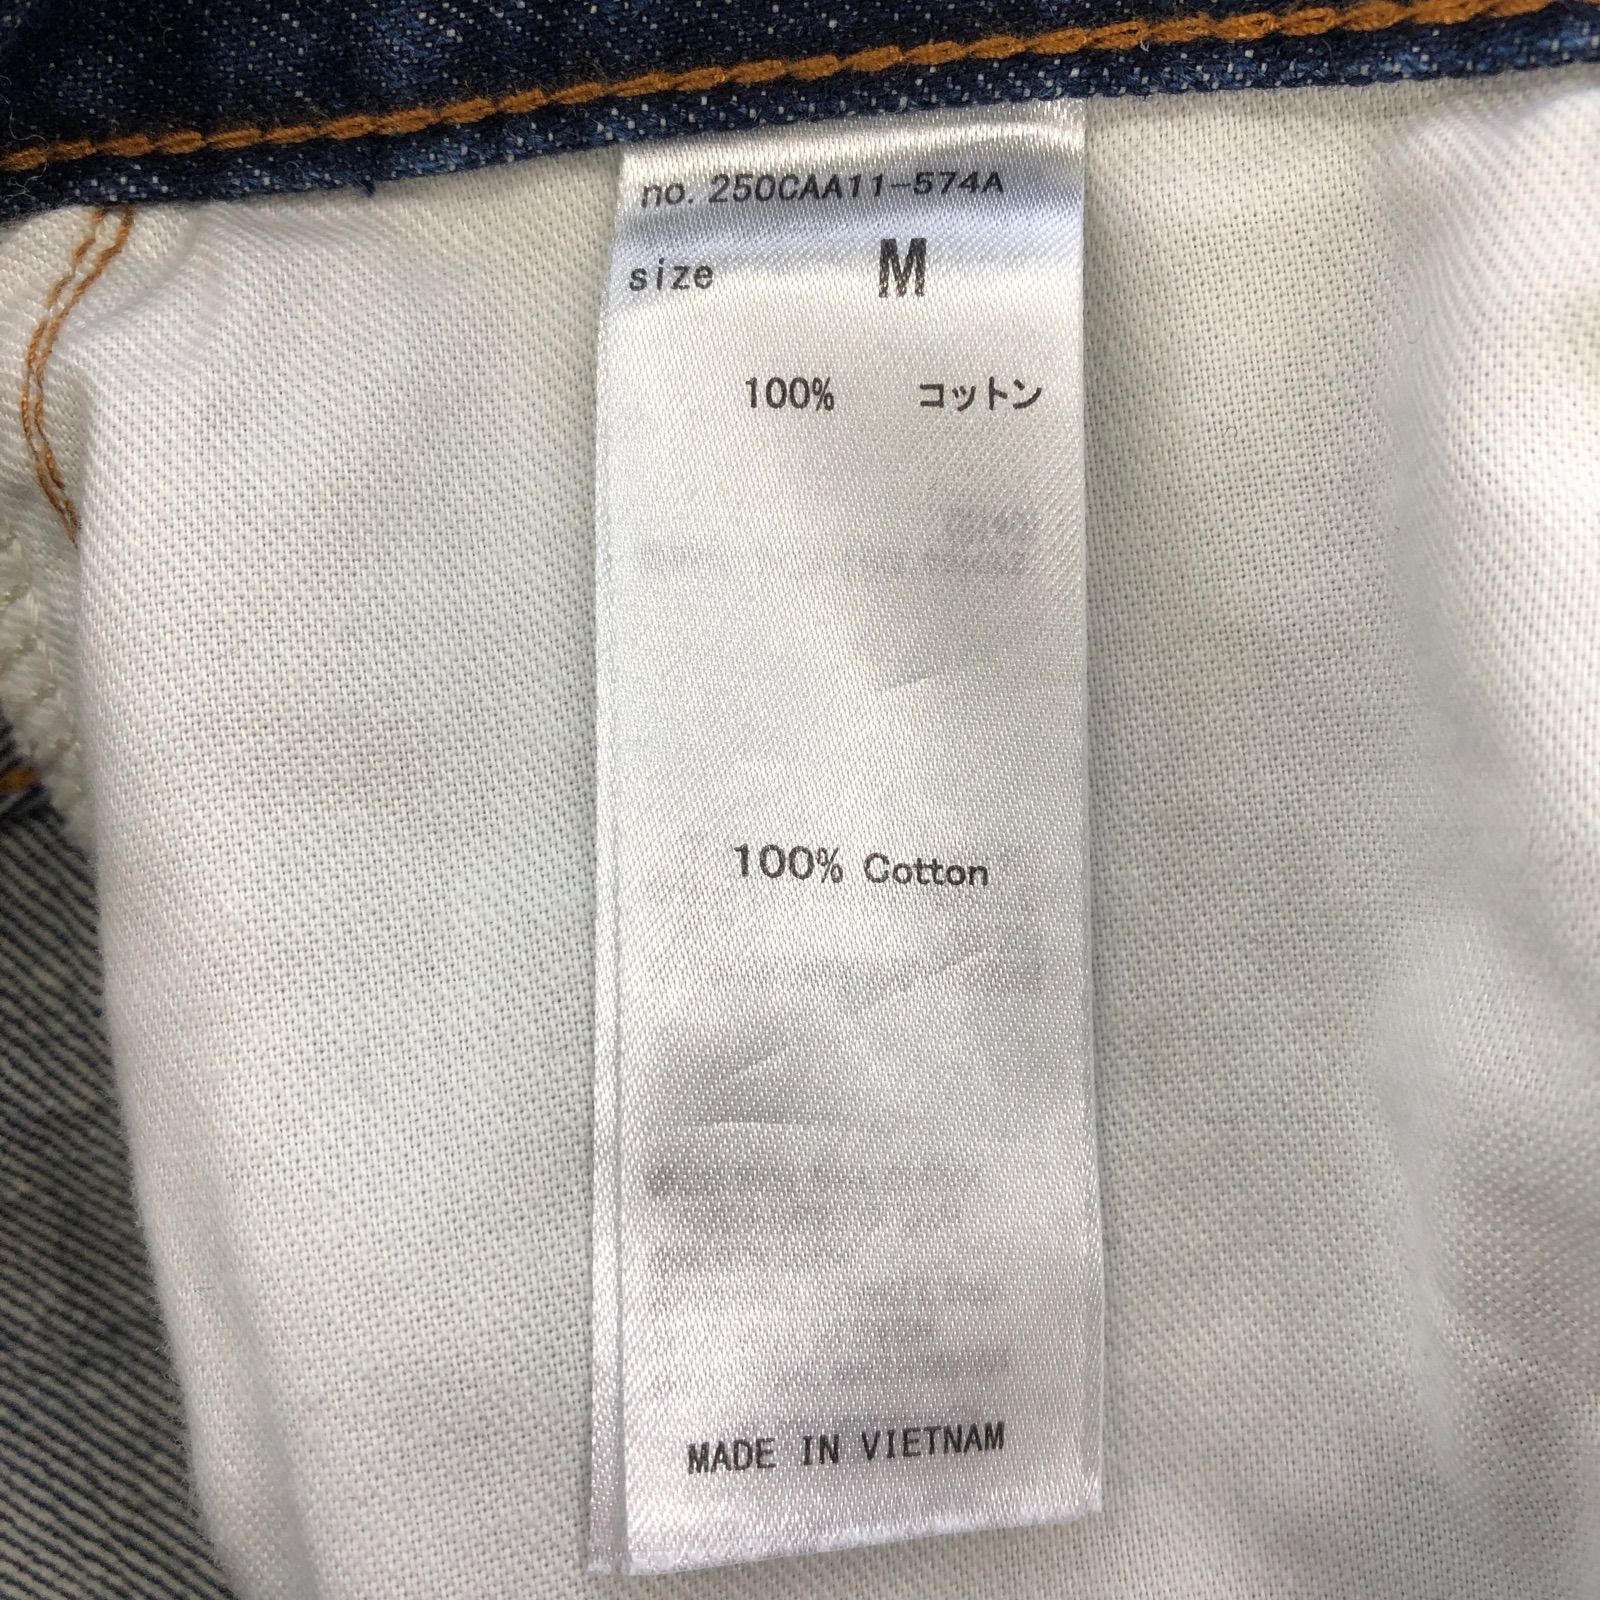 no. 250CAA11-574A
size M
100% コットン
100% Cotton
MADE IN VIETNAM